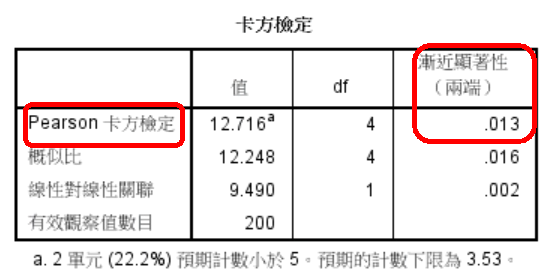 卡方檢定
值 df 漸近顯著性（兩端）
Pearson 卡方檢定 12.716a 4 .013
概似比 12.248 4 .016
線性對線性關聯 9.490 1 .002
有效觀察值數目 200
a. 2 單元 (22.2%) 預期計數小於 5。預期的計數下限為 3.53。